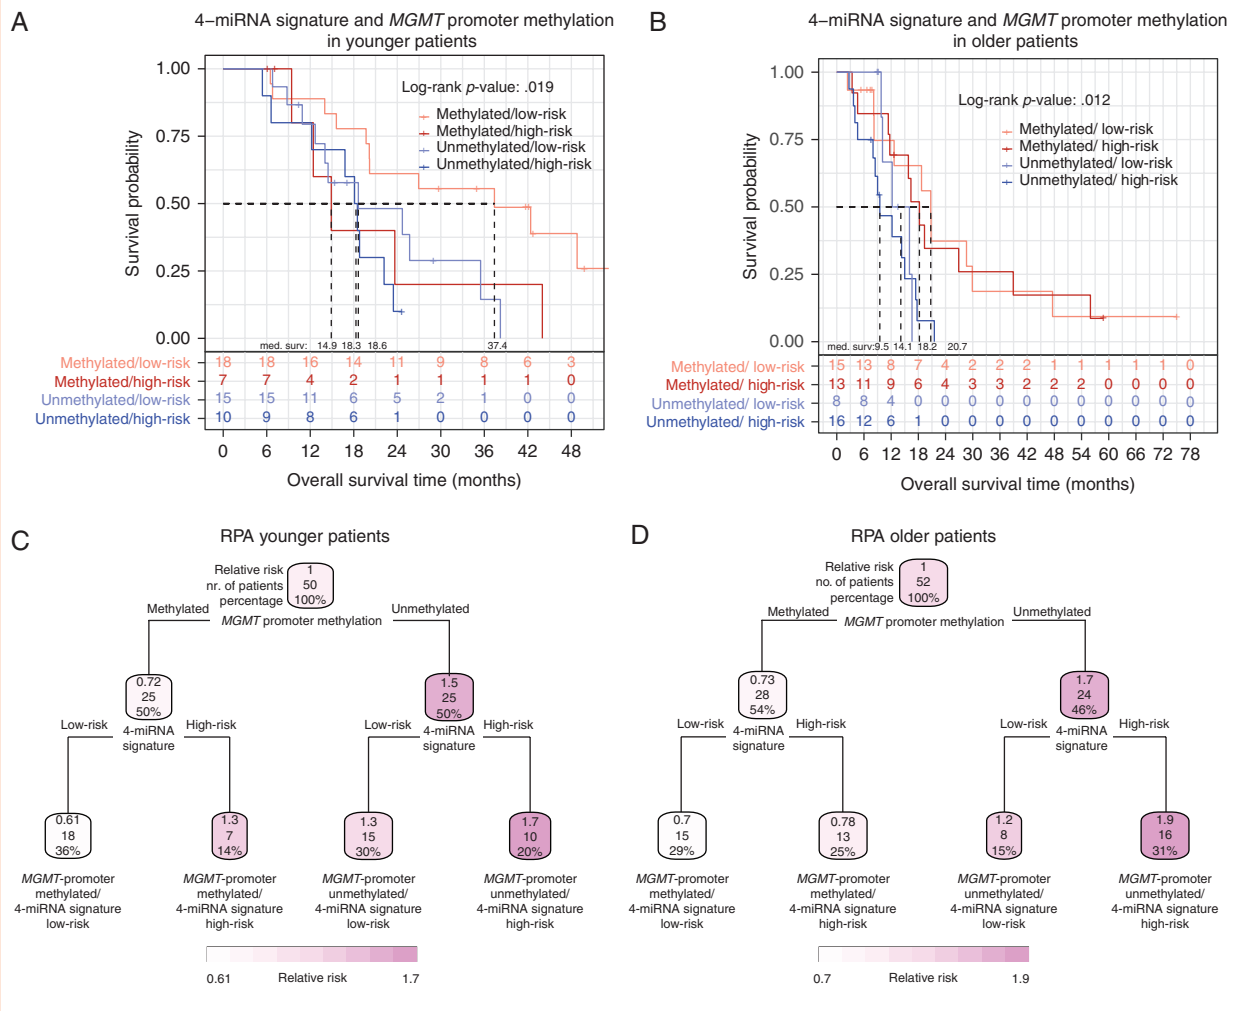 A
4–miRNA signature and MGMT promoter methylation
in younger patients
Survival probability
1.00
0.75
0.50
0.25
0.00
Log-rank p-value: .019
Methylated/low-risk
Methylated/high-risk
Unmethylated/low-risk
Unmethylated/high-risk
med. surv: 14.9 18.3 18.6 37.4
Methylated/low-risk 18 18 16 14 11 9 8 6 3
Methylated/high-risk 7 7 4 2 1 1 1 1 0
Unmethylated/low-risk 15 15 11 6 5 2 1 0 0
Unmethylated/high-risk 10 9 8 6 1 0 0 0 0
0 6 12 18 24 30 36 42 48
Overall survival time (months)
B
4–miRNA signature and MGMT promoter methylation
in older patients
Survival probability
1.00
0.75
0.50
0.25
0.00
Log-rank p-value: .012
Methylated/ low-risk
Methylated/ high-risk
Unmethylated/ low-risk
Unmethylated/ high-risk
med. surv:9.5 14.1 18.2 20.7
Methylated/ low-risk 15 13 8 7 4 2 2 2 1 1 1 1 1 0
Methylated/ high-risk 13 11 9 6 4 3 3 2 2 2 0 0 0 0
Unmethylated/ low-risk 8 8 4 0 0 0 0 0 0 0 0 0 0 0
Unmethylated/ high-risk 16 12 6 1 0 0 0 0 0 0 0 0 0 0
0 6 12 18 24 30 36 42 48 54 60 66 72 78
Overall survival time (months)
C
RPA younger patients
Relative risk 1
nr. of patients 50
percentage 100%
Methylated
Unmethylated
MGMT promoter methylation
0.72
25
50%
1.5
25
50%
Low-risk
4-miRNA
signature
High-risk
Low-risk
4-miRNA
signature
High-risk
0.61
18
36%
1.3
7
14%
1.3
15
30%
1.7
10
20%
MGMT-promoter
methylated/
4-miRNA signature
low-risk
MGMT-promoter
methylated/
4-miRNA signature
high-risk
MGMT-promoter
unmethylated/
4-miRNA signature
low-risk
MGMT-promoter
unmethylated/
4-miRNA signature
high-risk
0.61 Relative risk 1.7
D
RPA older patients
Relative risk 1
no. of patients 52
percentage 100%
Methylated
Unmethylated
MGMT promoter methylation
0.73
28
54%
1.7
24
46%
Low-risk
4-miRNA
signature
High-risk
Low-risk
4-miRNA
signature
High-risk
0.7
15
29%
0.78
13
25%
1.2
8
15%
1.9
16
31%
MGMT-promoter
methylated/
4-miRNA signature
low-risk
MGMT-promoter
methylated/
4-miRNA signature
high-risk
MGMT-promoter
unmethylated/
4-miRNA signature
low-risk
MGMT-promoter
unmethylated/
4-miRNA signature
high-risk
0.7 Relative risk 1.9